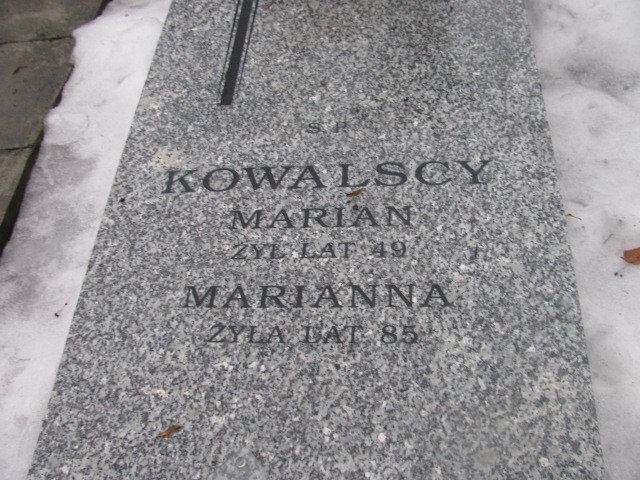 Ś.P.
KOWALSCY
MARIAN
ŻYŁ LAT 49
MARIANNA
ŻYŁA LAT 85